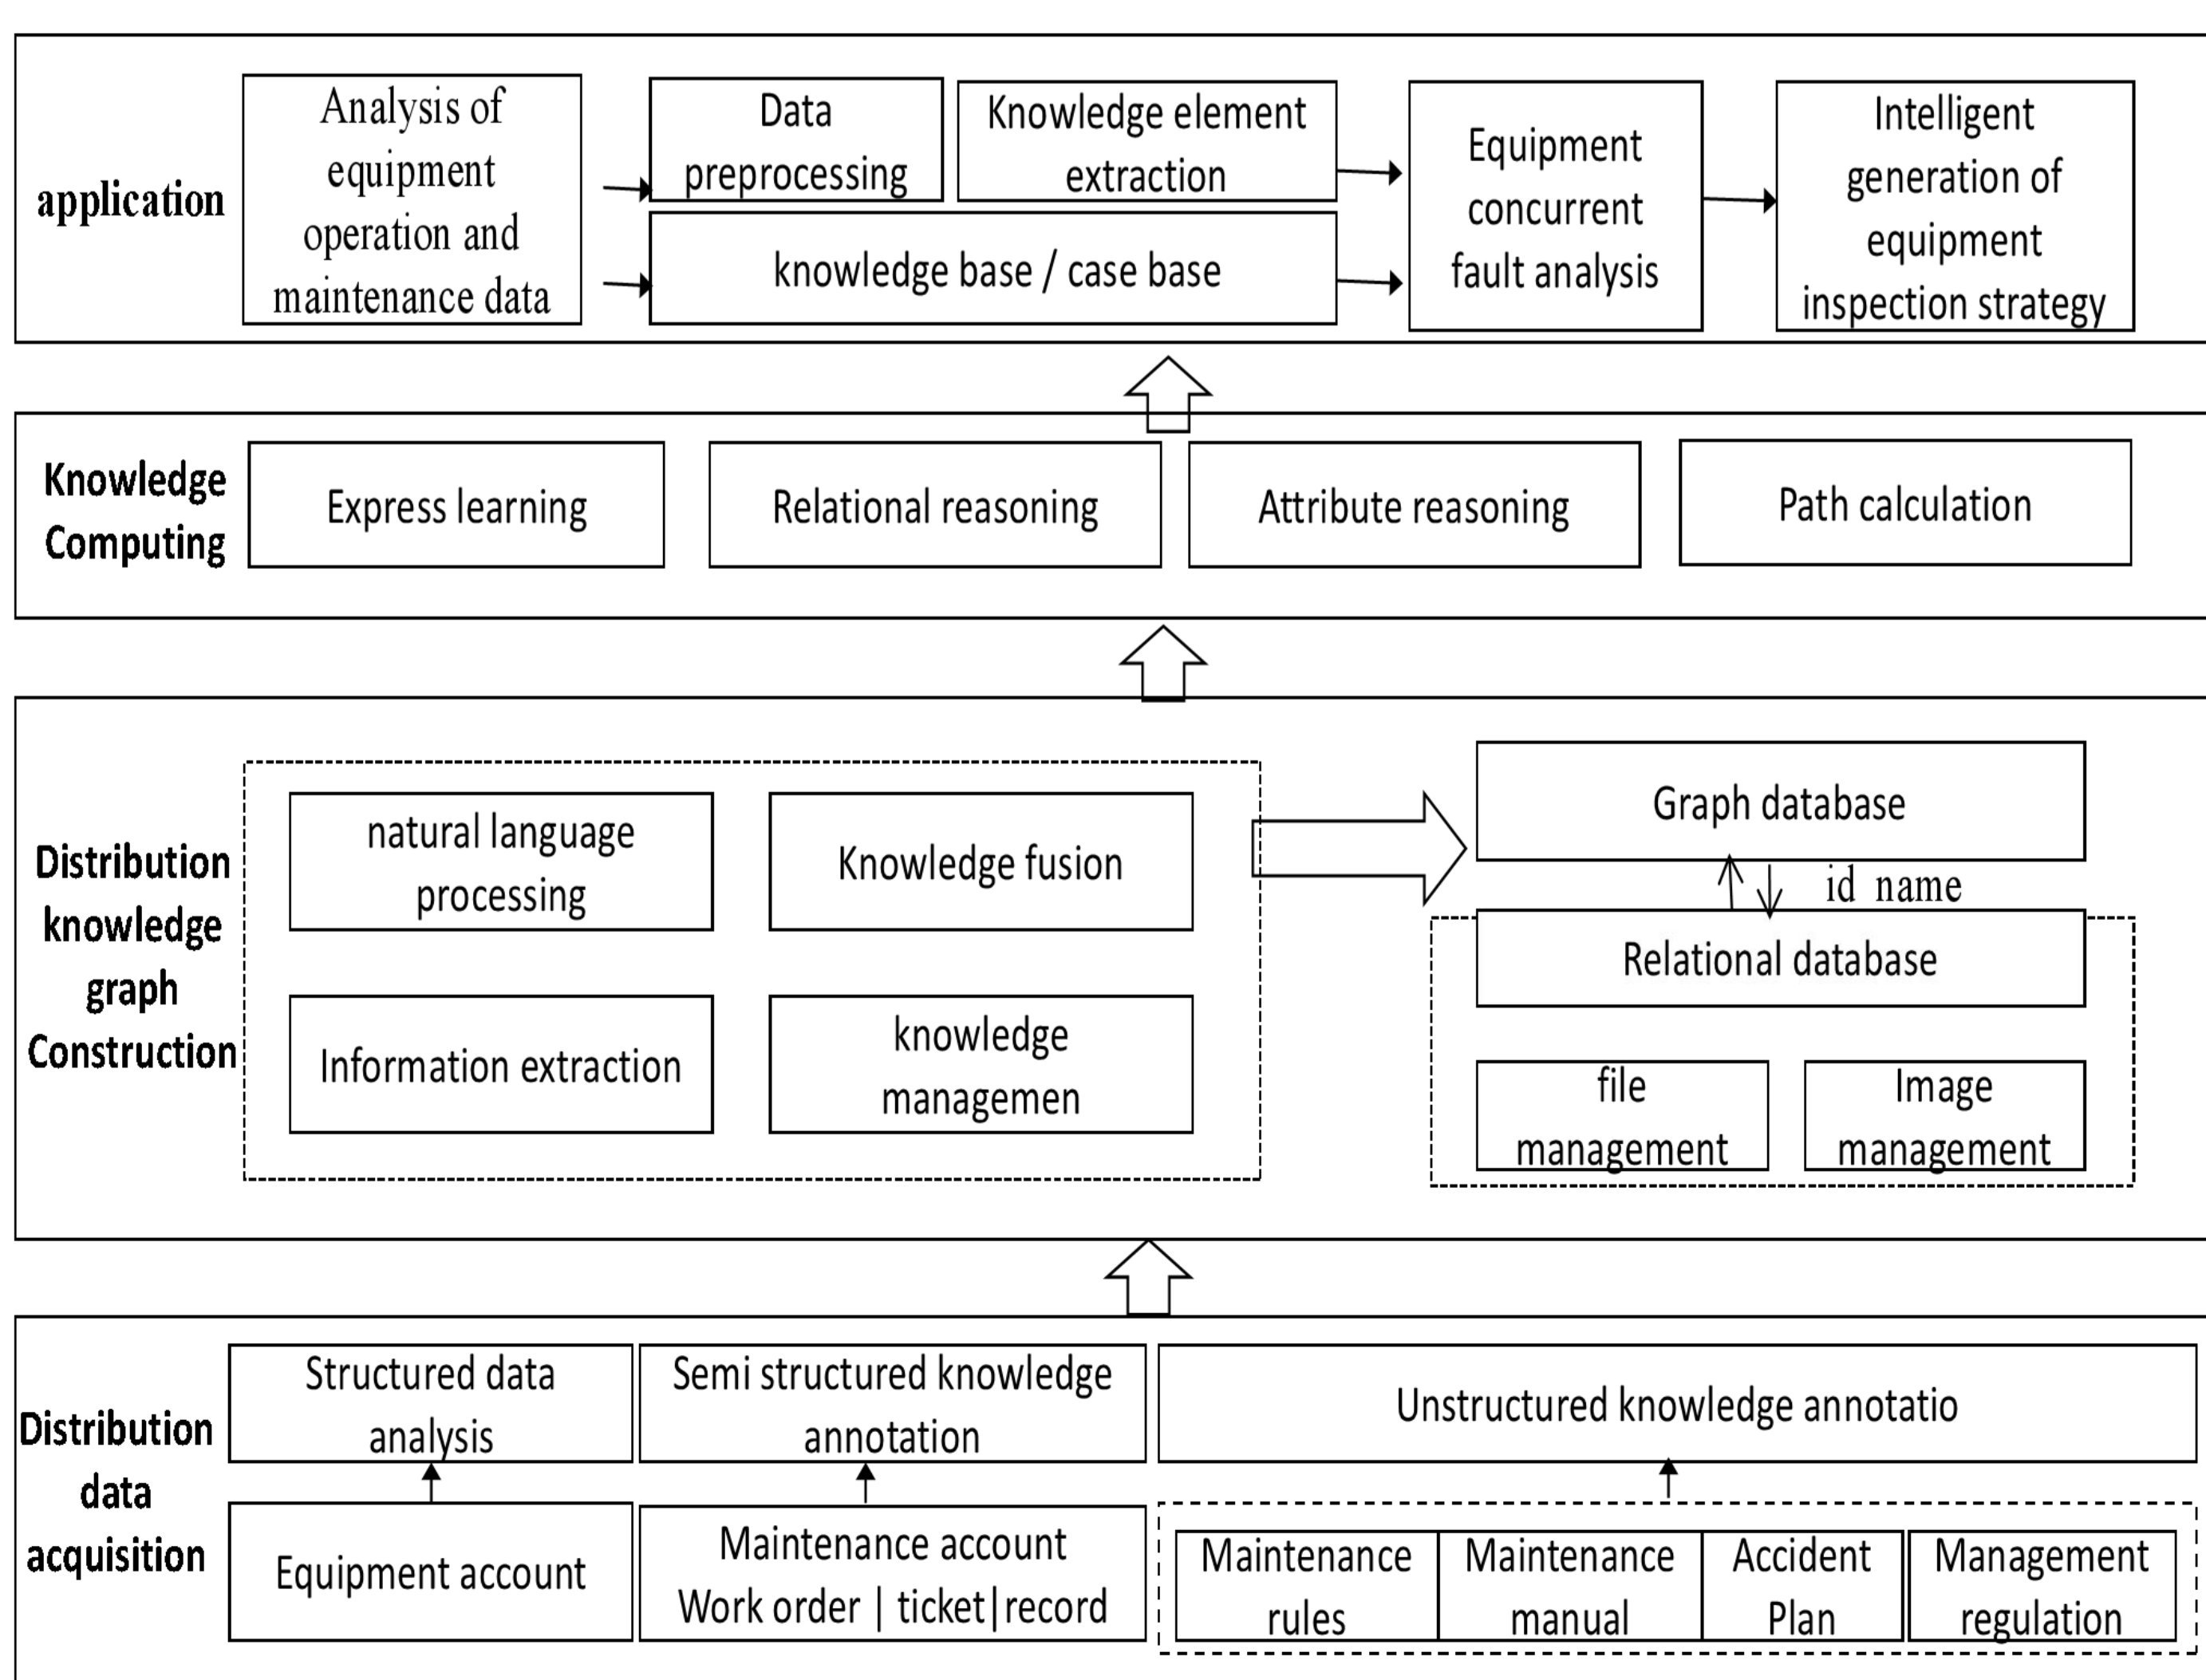 application
Analysis of
equipment
operation and
maintenance data
Data
preprocessing
Knowledge element
extraction
knowledge base / case base
Equipment
concurrent
fault analysis
Intelligent
generation of
equipment
inspection strategy
Knowledge
Computing
Express learning
Relational reasoning
Attribute reasoning
Path calculation
Distribution
knowledge
graph
Construction
natural language
processing
Knowledge fusion
Information extraction
knowledge
managemen
Graph database
id name
Relational database
file
management
Image
management
Distribution
data
acquisition
Structured data
analysis
Semi structured knowledge
annotation
Unstructured knowledge annotatio
Equipment account
Maintenance account
Work order | ticket|record
Maintenance
rules
Maintenance
manual
Accident
Plan
Management
regulation